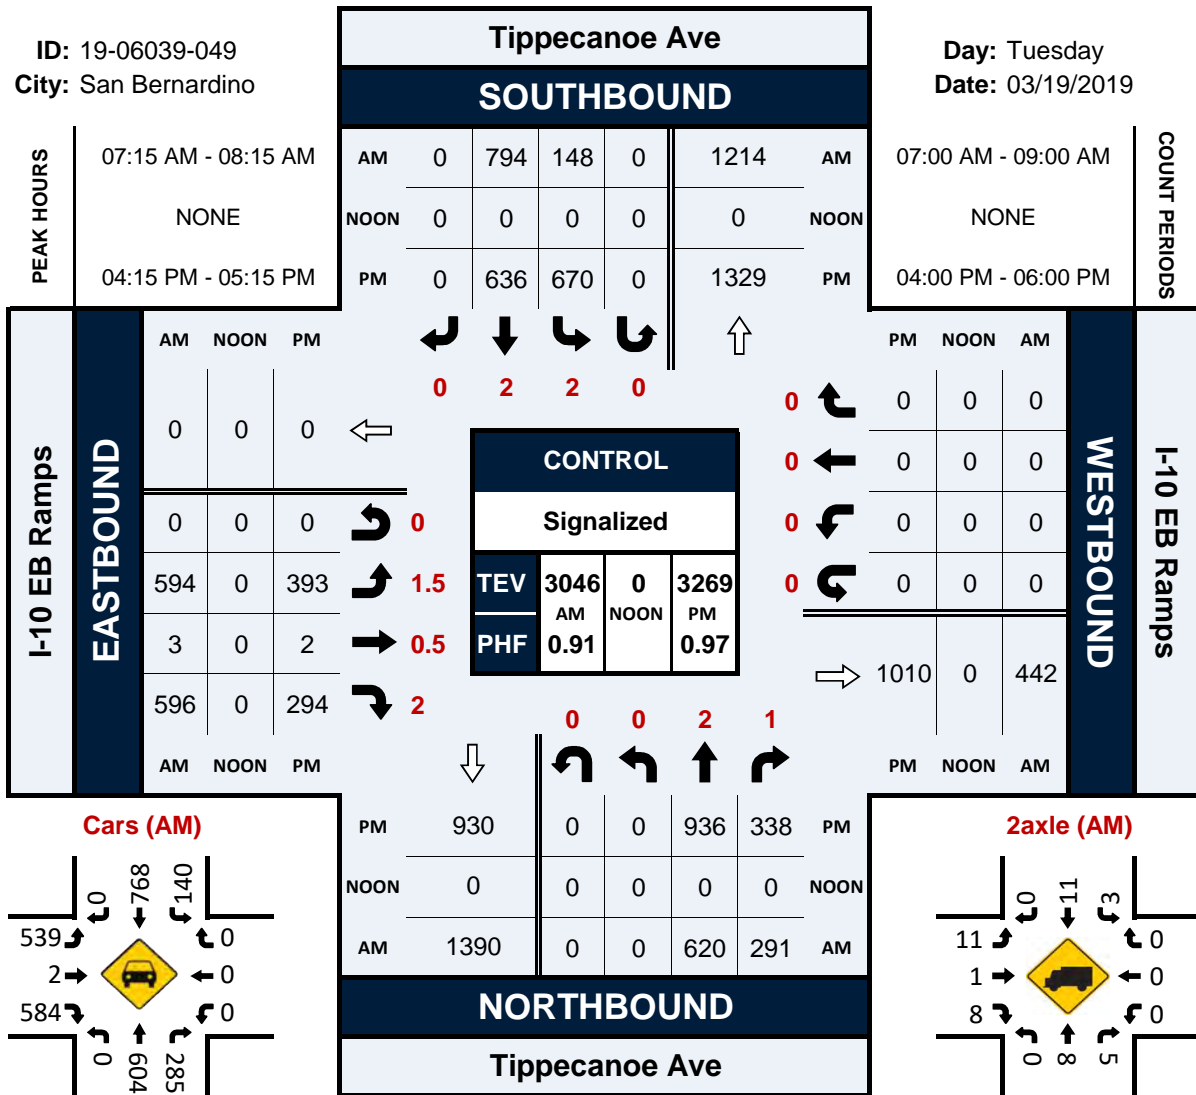 Tippecanoe Ave
ID: 19-06039-049
Day: Tuesday
City: San Bernardino
Date: 03/19/2019
SOUTHBOUND
PEAK HOURS
07:15 AM - 08:15 AM
NONE
04:15 PM - 05:15 PM
AM 0 794 148 0 1214 AM
NOON 0 0 0 0 0 NOON
PM 0 636 670 0 1329 PM
07:00 AM - 09:00 AM
NONE
04:00 PM - 06:00 PM
COUNT PERIODS
0 2 2 0
I-10 EB Ramps
EASTBOUND
AM NOON PM
0 0 0
0 0 0 0
594 0 393 1.5
3 0 2 0.5
596 0 294 2
AM NOON PM
CONTROL
Signalized
TEV 3046 0 3269
AM NOON PM
PHF 0.91 0.97
PM NOON AM
0 0 0 0
0 0 0 0
0 0 0 0
0 0 0 0
1010 0 442
PM NOON AM
WESTBOUND
I-10 EB Ramps
0 0 2 1
PM 930 0 0 936 338 PM
NOON 0 0 0 0 0 NOON
AM 1390 0 0 620 291 AM
NORTHBOUND
Tippecanoe Ave
Cars (AM)
0 768 140
539 0
2 0
584 0
0 604 285
2axle (AM)
0 11 3
11 0
1 0
8 0
0 8 5